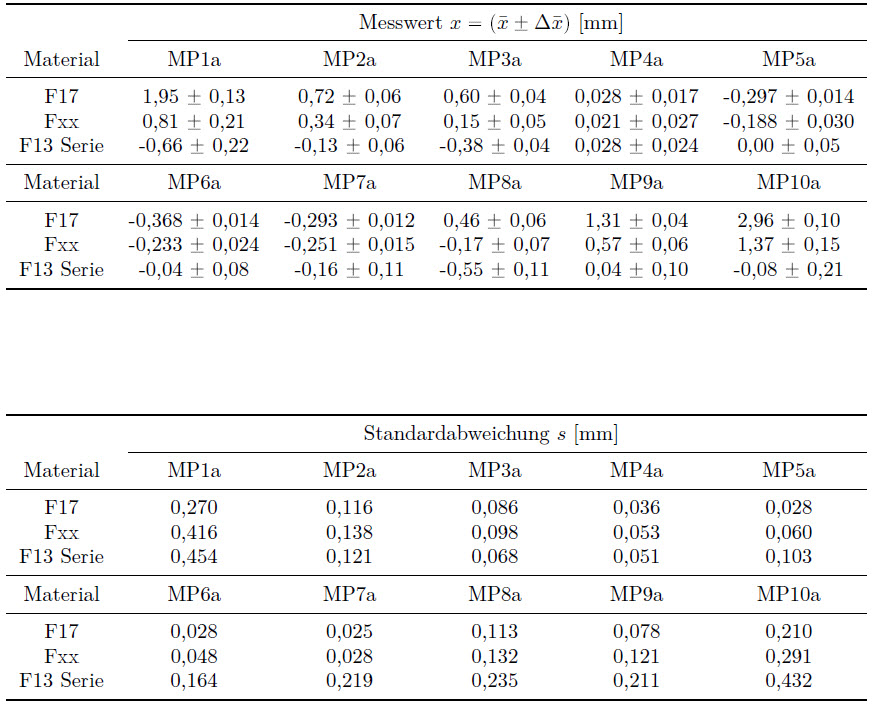 Messwert x = (x̄ ± Δx̄) [mm]
Material MP1a MP2a MP3a MP4a MP5a
F17 1,95 ± 0,13 0,72 ± 0,06 0,60 ± 0,04 0,028 ± 0,017 -0,297 ± 0,014
Fxx 0,81 ± 0,21 0,34 ± 0,07 0,15 ± 0,05 0,021 ± 0,027 -0,188 ± 0,030
F13 Serie -0,66 ± 0,22 -0,13 ± 0,06 -0,38 ± 0,04 0,028 ± 0,024 0,00 ± 0,05
Material MP6a MP7a MP8a MP9a MP10a
F17 -0,368 ± 0,014 -0,293 ± 0,012 0,46 ± 0,06 1,31 ± 0,04 2,96 ± 0,10
Fxx -0,233 ± 0,024 -0,251 ± 0,015 -0,17 ± 0,07 0,57 ± 0,06 1,37 ± 0,15
F13 Serie -0,04 ± 0,08 -0,16 ± 0,11 -0,55 ± 0,11 0,04 ± 0,10 -0,08 ± 0,21
Standardabweichung s [mm]
Material MP1a MP2a MP3a MP4a MP5a
F17 0,270 0,116 0,086 0,036 0,028
Fxx 0,416 0,138 0,098 0,053 0,060
F13 Serie 0,454 0,121 0,068 0,051 0,103
Material MP6a MP7a MP8a MP9a MP10a
F17 0,028 0,025 0,113 0,078 0,210
Fxx 0,048 0,028 0,132 0,121 0,291
F13 Serie 0,164 0,219 0,235 0,211 0,432